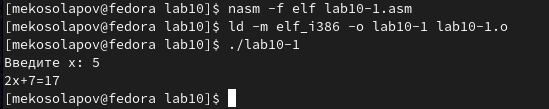 [mekosolapov@fedora lab10]$ nasm -f elf lab10-1.asm
[mekosolapov@fedora lab10]$ ld -m elf_i386 -o lab10-1 lab10-1.o
[mekosolapov@fedora lab10]$ ./lab10-1
Введите x: 5
2x+7=17
[mekosolapov@fedora lab10]$